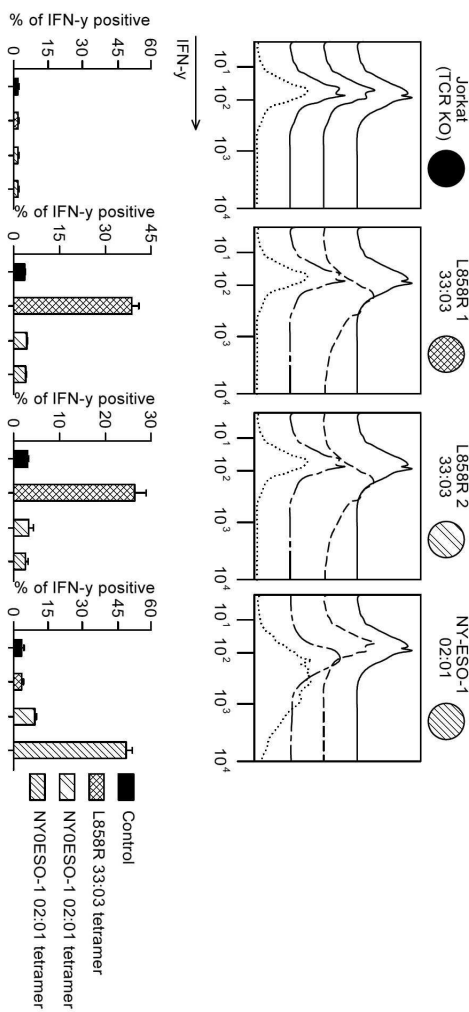 Jorkat
(TCR KO)
L858R 1
33:03
L858R 2
33:03
NY-ESO-1
02:01
10¹ 10² 10³ 10⁴
10¹ 10² 10³ 10⁴
10¹ 10² 10³ 10⁴
10¹ 10² 10³ 10⁴
IFN-y
% of IFN-y positive
60
45
30
15
0
% of IFN-y positive
45
30
15
0
% of IFN-y positive
30
20
10
0
% of IFN-y positive
60
45
30
15
0
Control
L858R 33:03 tetramer
NY0ESO-1 02:01 tetramer
NY0ESO-1 02:01 tetramer